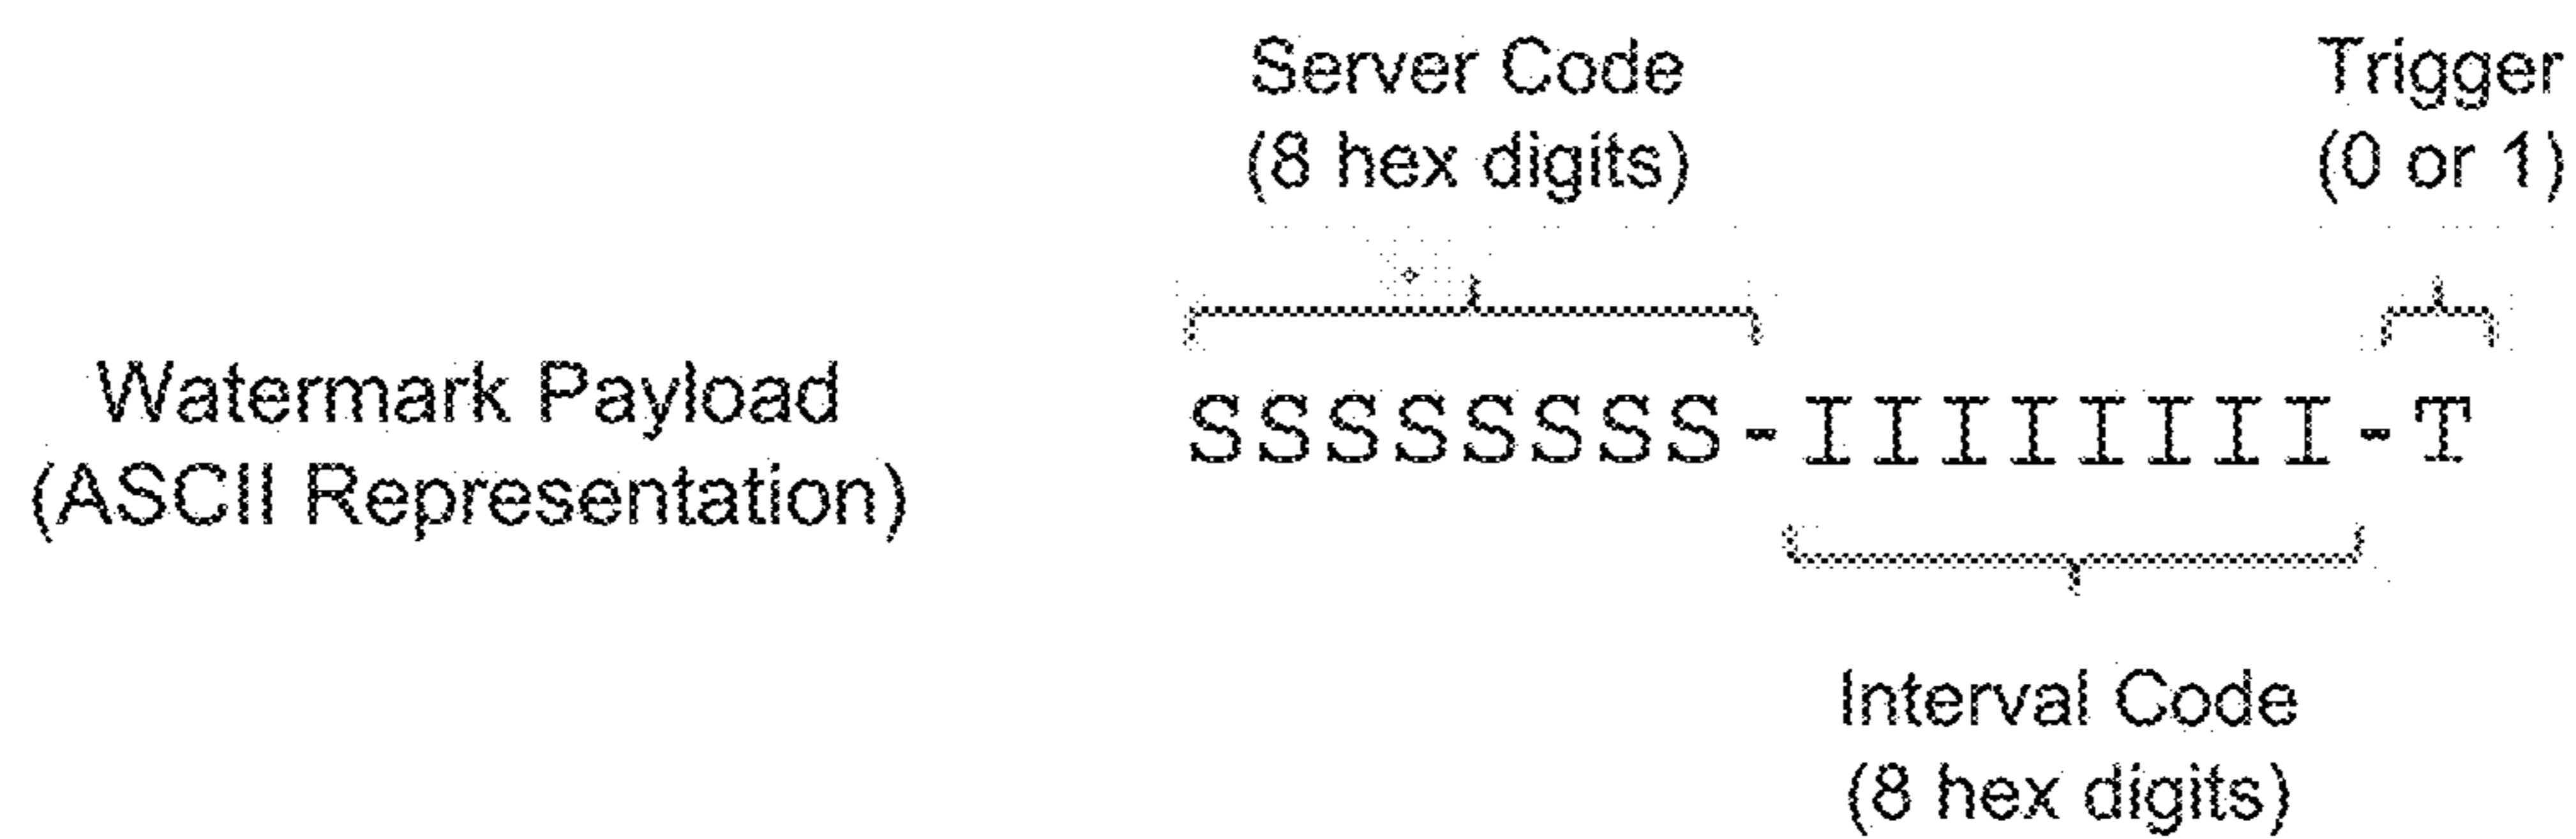 Server Code
(8 hex digits)
Trigger
(0 or 1)
Watermark Payload
(ASCII Representation)
SSSSSSSS-IIIIIIII-T
Interval Code
(8 hex digits)